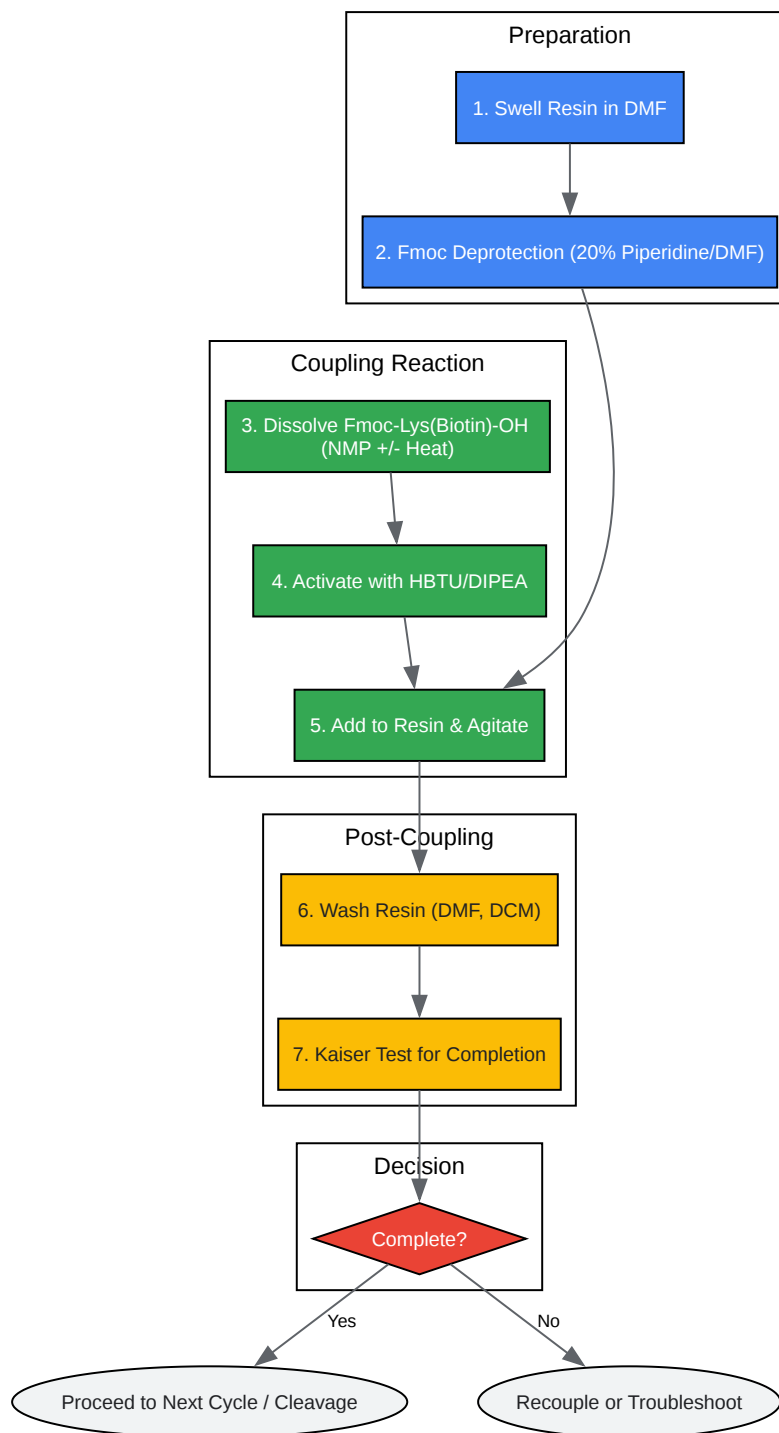 Preparation
1. Swell Resin in DMF
2. Fmoc Deprotection (20% Piperidine/DMF)
Coupling Reaction
3. Dissolve Fmoc-Lys(Biotin)-OH
(NMP +/- Heat)
4. Activate with HBTU/DIPEA
5. Add to Resin & Agitate
Post-Coupling
6. Wash Resin (DMF, DCM)
7. Kaiser Test for Completion
Decision
Complete?
Yes
No
Proceed to Next Cycle / Cleavage
Recouple or Troubleshoot